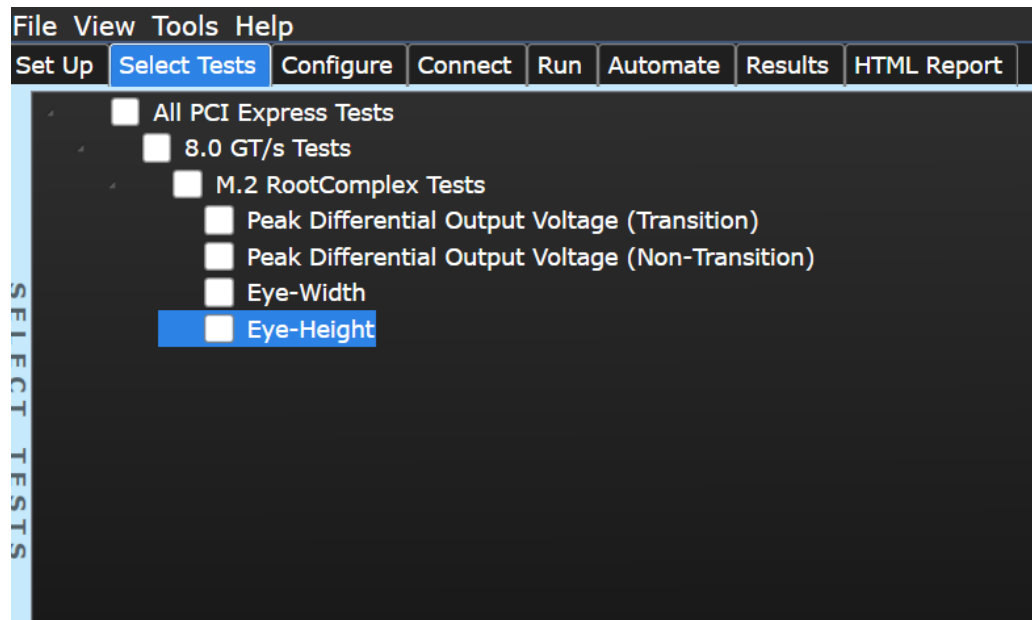 File View Tools Help
Set Up Select Tests Configure Connect Run Automate Results HTML Report
All PCI Express Tests
8.0 GT/s Tests
M.2 RootComplex Tests
Peak Differential Output Voltage (Transition)
Peak Differential Output Voltage (Non-Transition)
Eye-Width
Eye-Height
SELECT TESTS